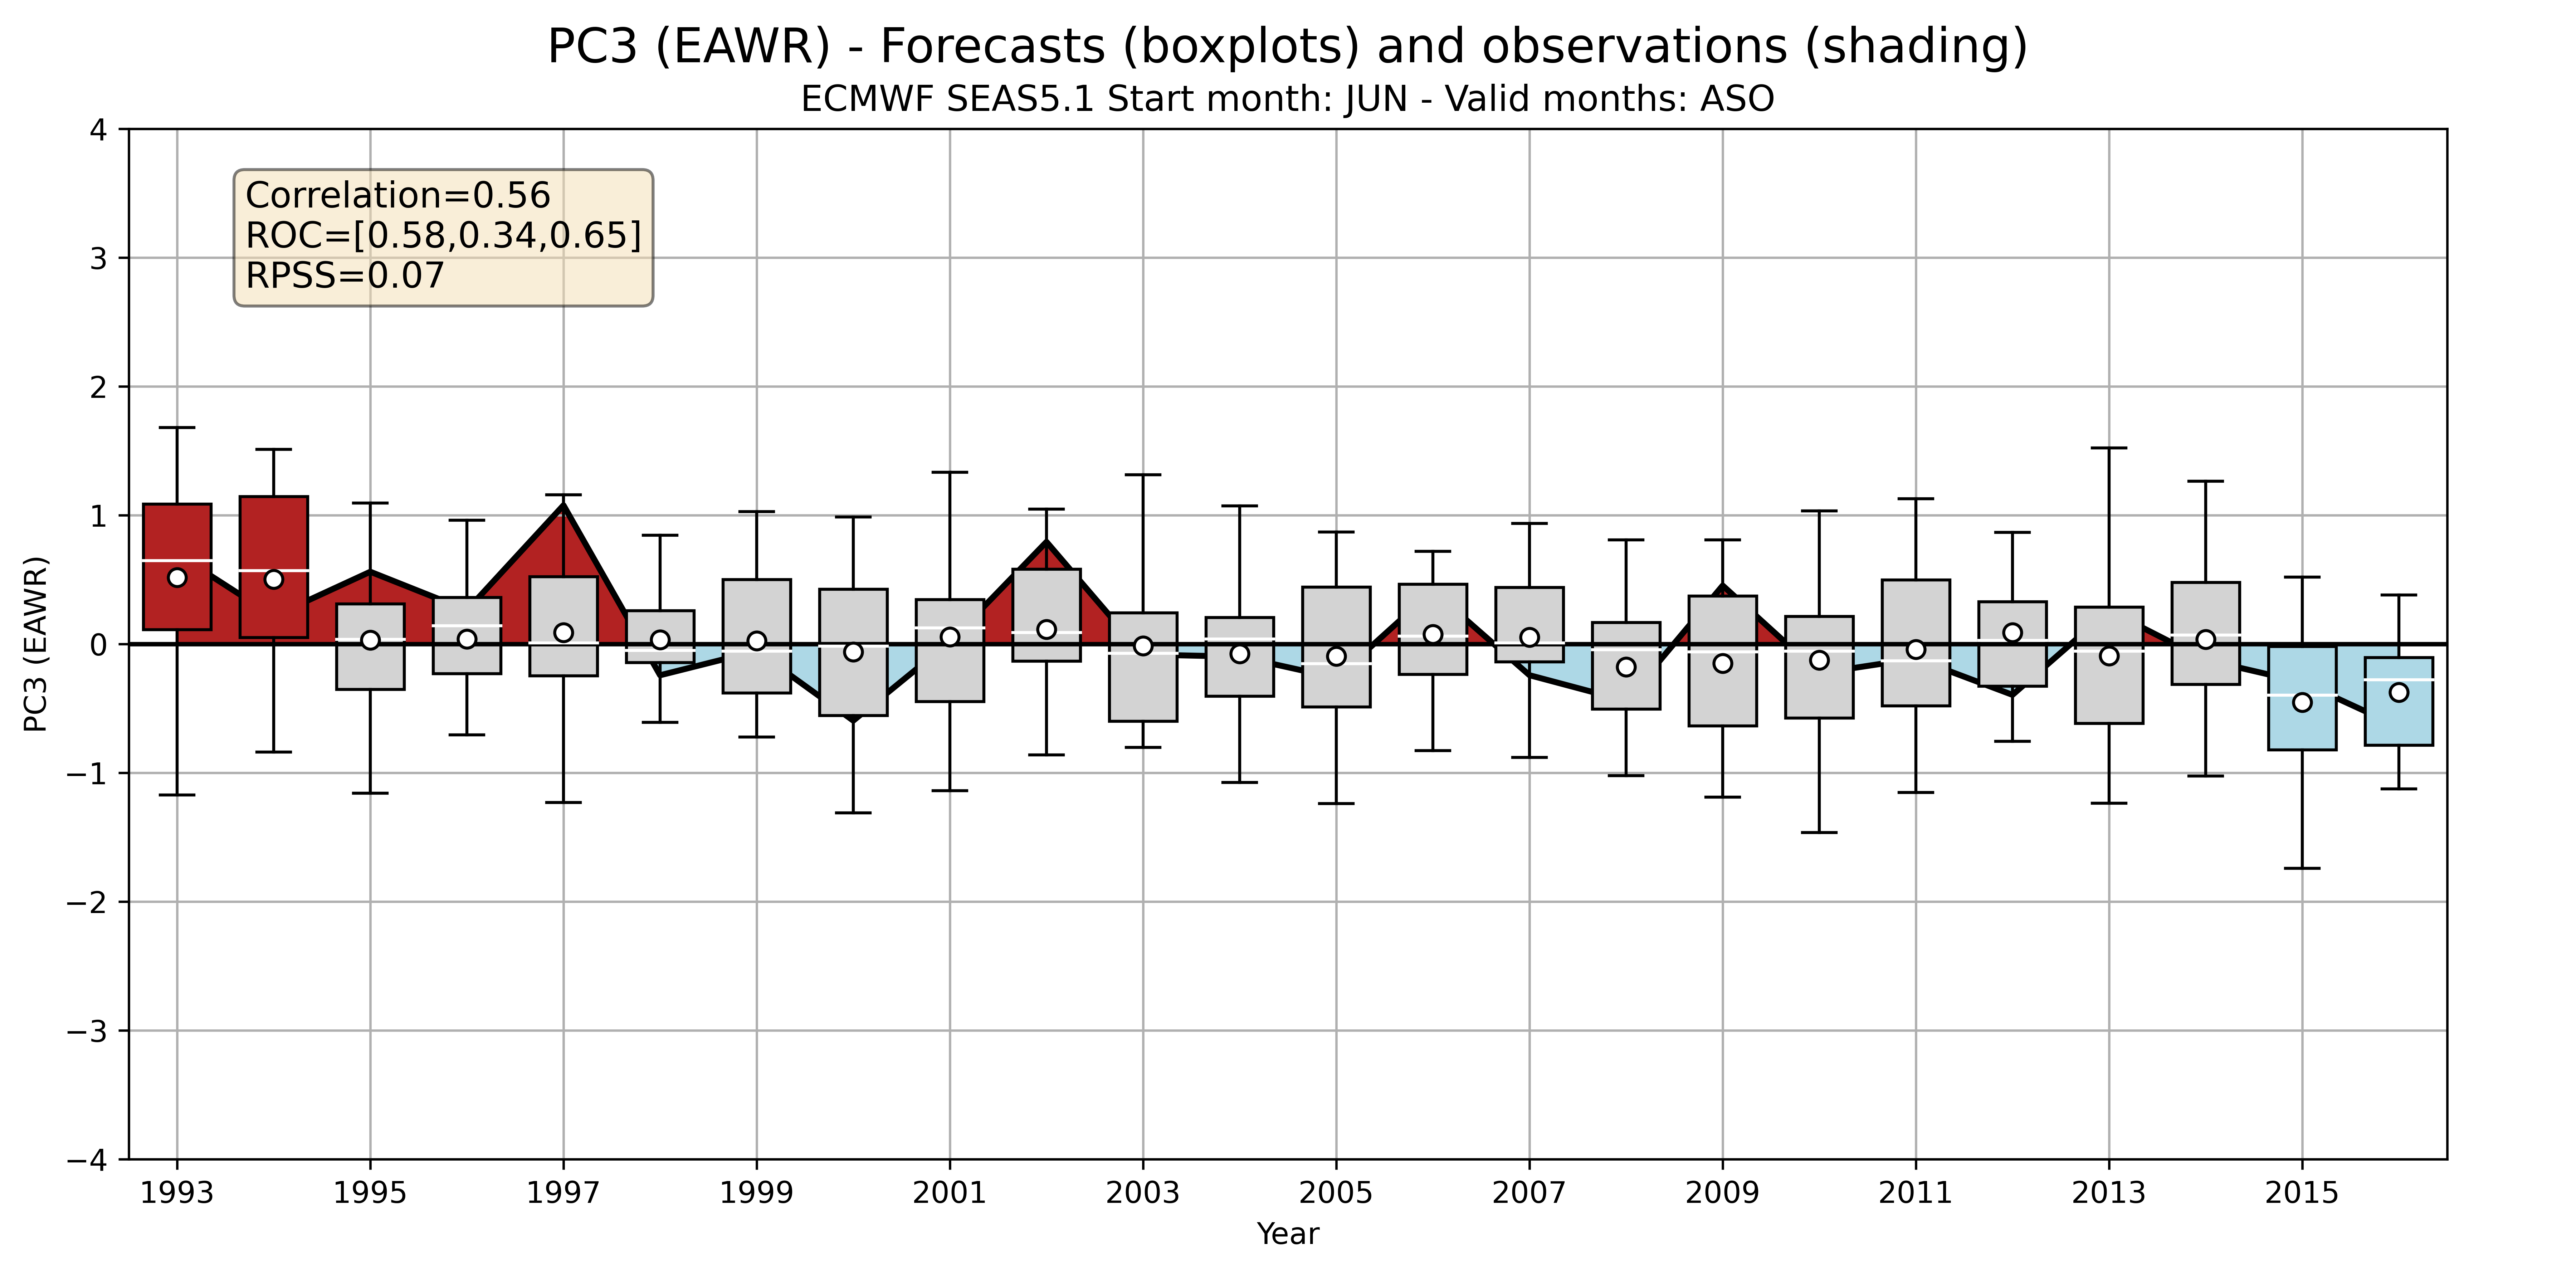 PC3 (EAWR) - Forecasts (boxplots) and observations (shading)
ECMWF SEAS5.1 Start month: JUN - Valid months: ASO
Correlation=0.56
ROC=[0.58,0.34,0.65]
RPSS=0.07
PC3 (EAWR)
4
3
2
1
0
−1
−2
−3
−4
1993 1995 1997 1999 2001 2003 2005 2007 2009 2011 2013 2015
Year